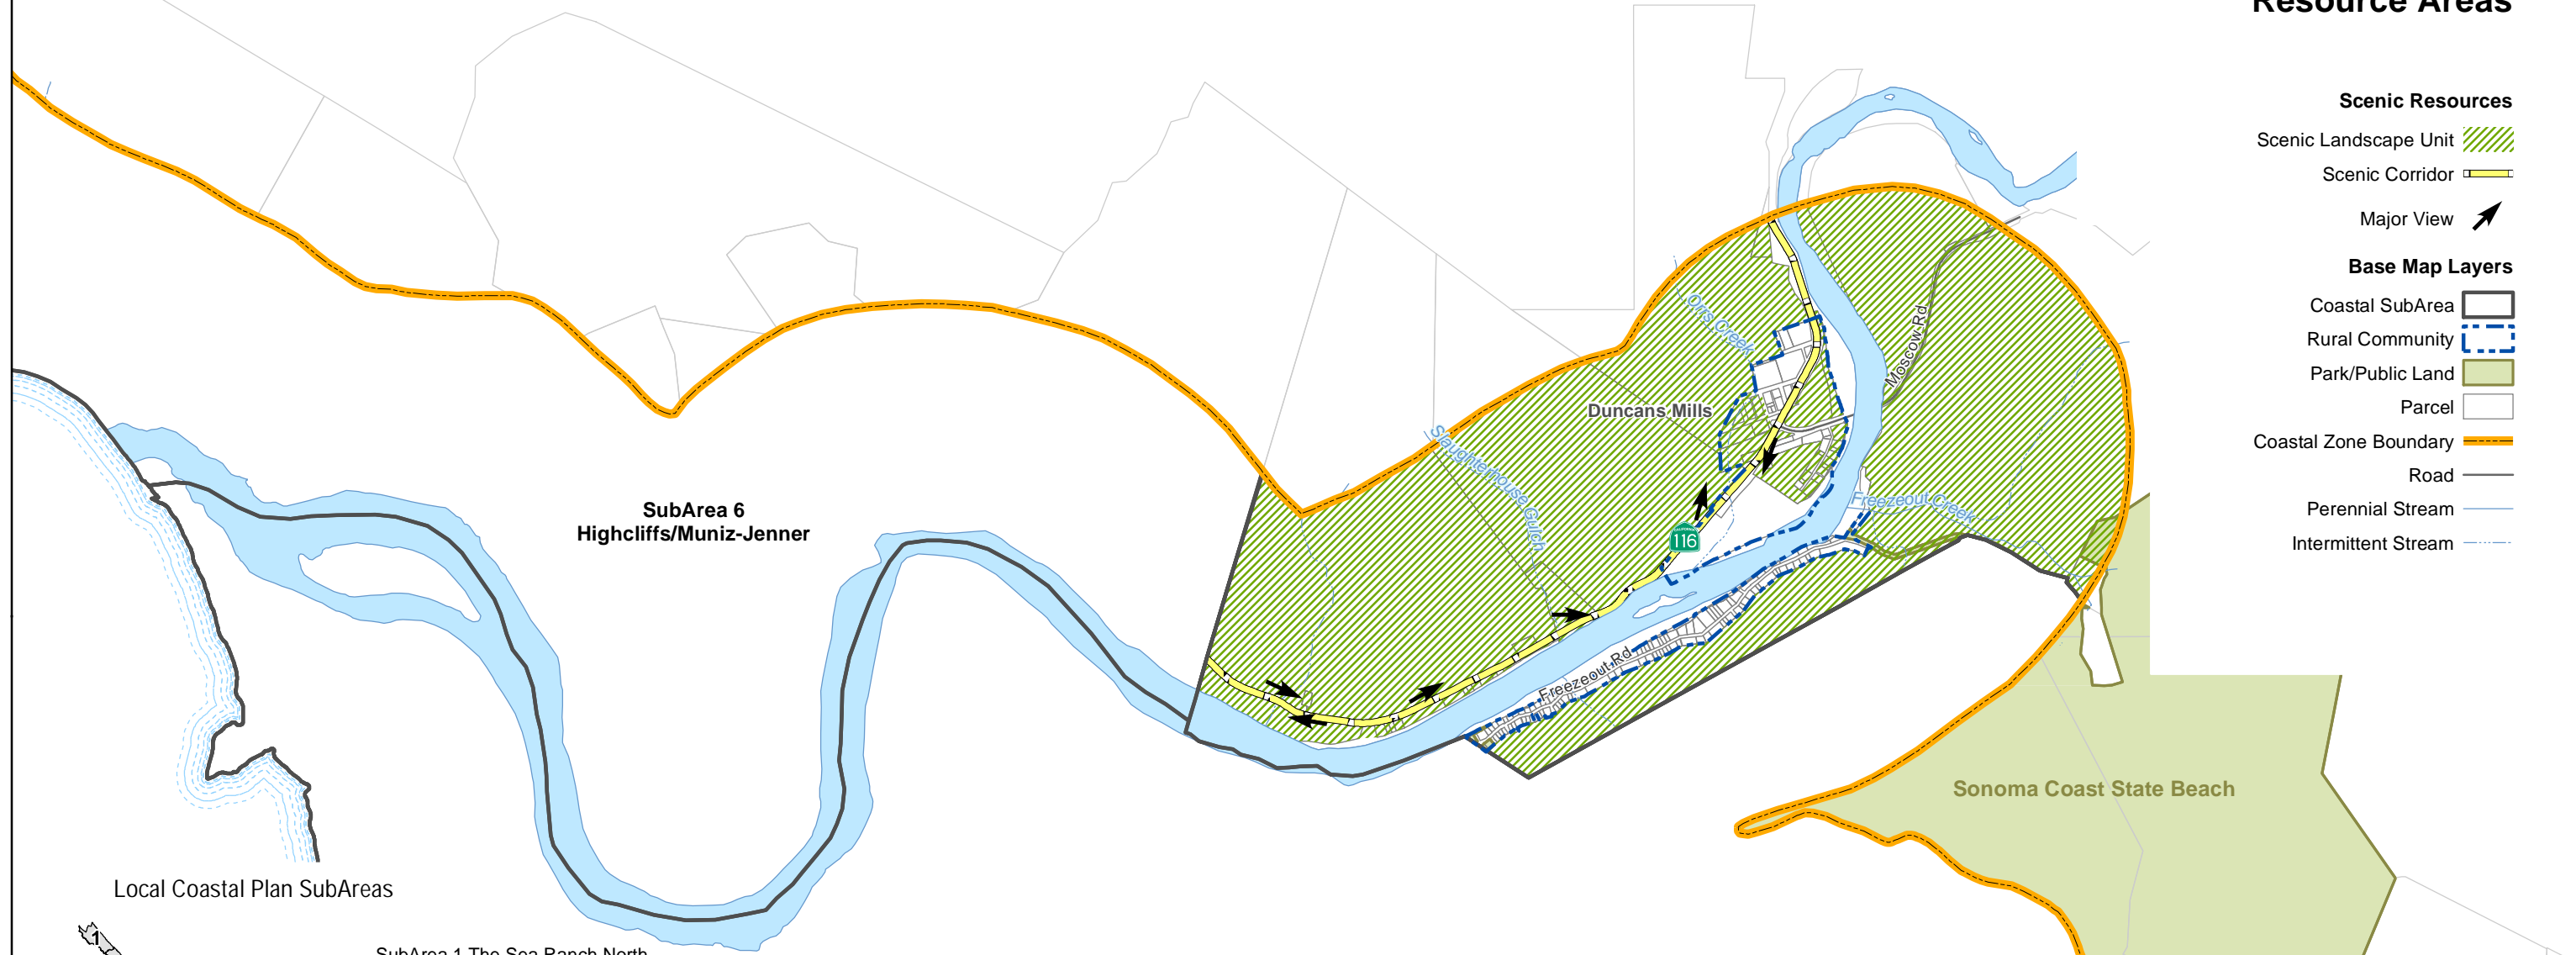 Resource Areas
Scenic Resources
Scenic Landscape Unit
Scenic Corridor
Major View
Base Map Layers
Coastal SubArea
Rural Community
Park/Public Land
Parcel
Coastal Zone Boundary
Road
Perennial Stream
Intermittent Stream
Orrs Creek
Moscow Rd
Duncans Mills
Slaughterhouse Gulch
Freezeout Creek
SubArea 6
Highcliffs/Muniz-Jenner
116
Freezeout Rd
Sonoma Coast State Beach
Local Coastal Plan SubAreas
1
SubArea 1 The Sea Ranch North